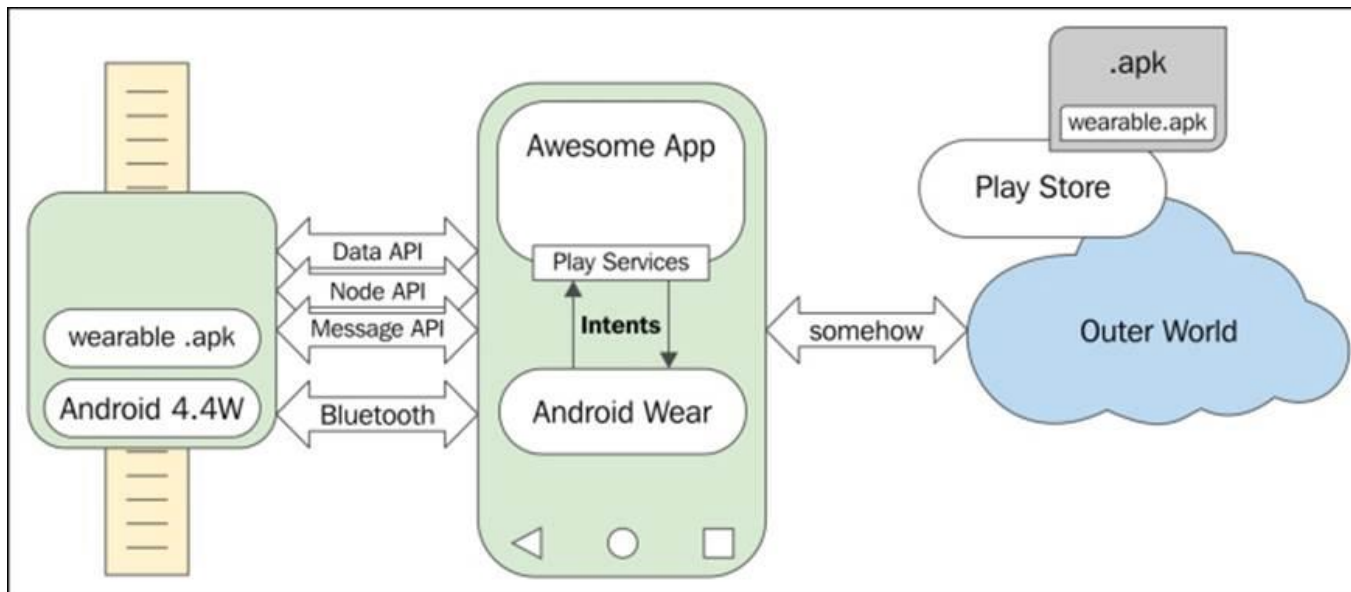 .apk
wearable.apk
Play Store
Outer World
Awesome App
Play Services
Intents
Android Wear
somehow
Data API
Node API
Message API
Bluetooth
wearable .apk
Android 4.4W